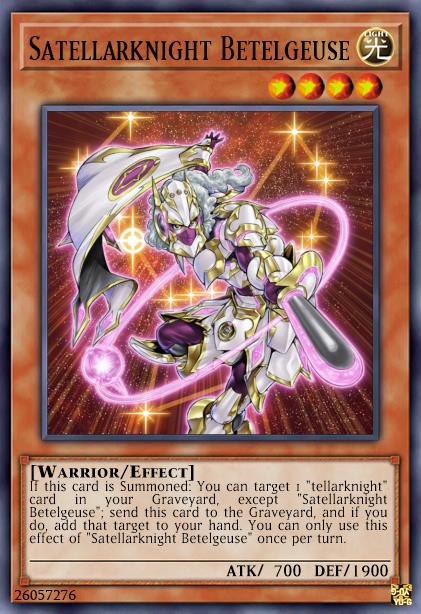 SATELLARKNIGHT BETELGEUSE
LIGHT
光
[WARRIOR/EFFECT]
If this card is Summoned: You can target 1 "tellarknight"
card in your Graveyard, except "Satellarknight
Betelgeuse"; send this card to the Graveyard, and if you
do, add that target to your hand. You can only use this
effect of "Satellarknight Betelgeuse" once per turn.
ATK/ 700 DEF/1900
26057276